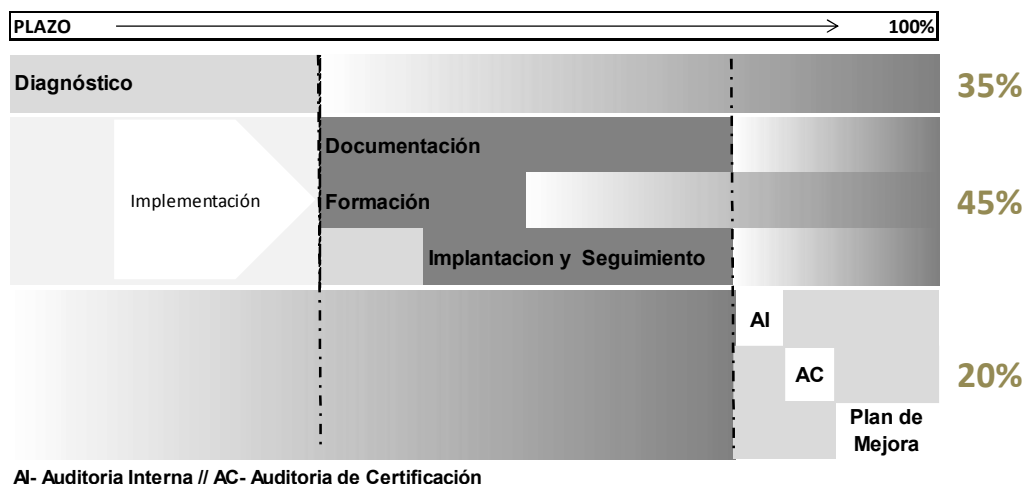 PLAZO 100%
Diagnóstico 35%
Documentación
Implementación Formación 45%
Implantacion y Seguimiento
AI
AC 20%
Plan de
Mejora
AI- Auditoria Interna // AC- Auditoria de Certificación